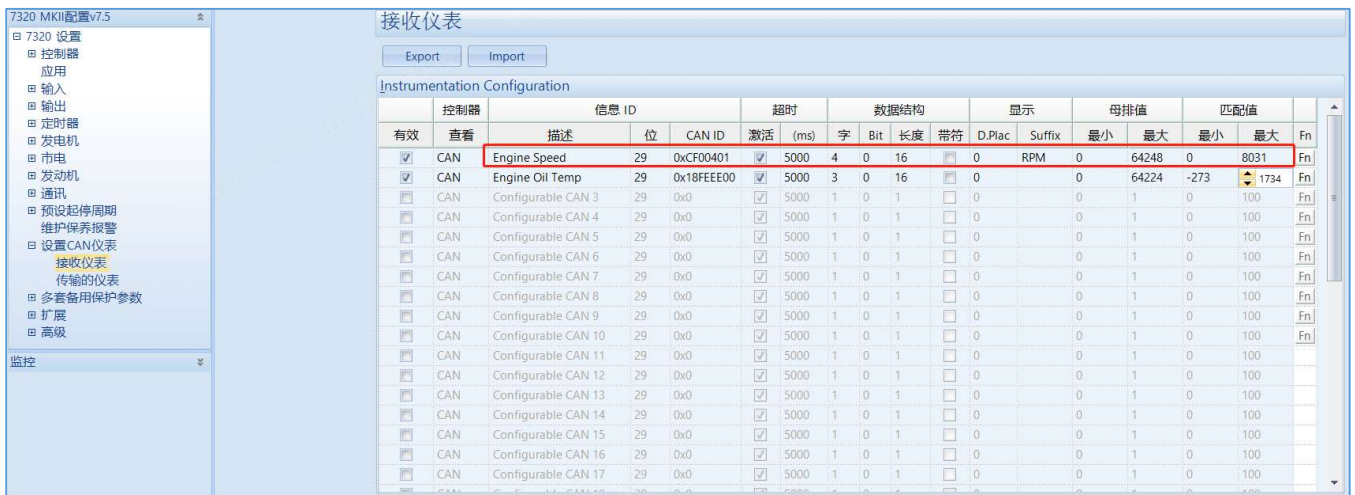 7320 MKII配置v7.5
7320 设置
控制器
应用
输入
输出
定时器
发电机
市电
发动机
通讯
预设起停周期
维护保养报警
设置CAN仪表
接收仪表
传输的仪表
多套备用保护参数
扩展
高级
监控
接收仪表
Export Import
Instrumentation Configuration
控制器 信息 ID 超时 数据结构 显示 母排值 匹配值
有效 查看 描述 位 CAN ID 激活 (ms) 字 Bit 长度 带符 D.Plac Suffix 最小 最大 最小 最大 Fn
CAN Engine Speed 29 0xCF00401 5000 4 0 16 0 RPM 0 64248 0 8031 Fn
CAN Engine Oil Temp 29 0x18FEEE00 5000 3 0 16 0 0 64224 -273 1734 Fn
CAN Configurable CAN 3 29 0x0 5000 1 0 1 0 0 1 0 100 Fn
CAN Configurable CAN 4 29 0x0 5000 1 0 1 0 0 1 0 100 Fn
CAN Configurable CAN 5 29 0x0 5000 1 0 1 0 0 1 0 100 Fn
CAN Configurable CAN 6 29 0x0 5000 1 0 1 0 0 1 0 100 Fn
CAN Configurable CAN 7 29 0x0 5000 1 0 1 0 0 1 0 100 Fn
CAN Configurable CAN 8 29 0x0 5000 1 0 1 0 0 1 0 100 Fn
CAN Configurable CAN 9 29 0x0 5000 1 0 1 0 0 1 0 100 Fn
CAN Configurable CAN 10 29 0x0 5000 1 0 1 0 0 1 0 100 Fn
CAN Configurable CAN 11 29 0x0 5000 1 0 1 0 0 1 0 100
CAN Configurable CAN 12 29 0x0 5000 1 0 1 0 0 1 0 100
CAN Configurable CAN 13 29 0x0 5000 1 0 1 0 0 1 0 100
CAN Configurable CAN 14 29 0x0 5000 1 0 1 0 0 1 0 100
CAN Configurable CAN 15 29 0x0 5000 1 0 1 0 0 1 0 100
CAN Configurable CAN 16 29 0x0 5000 1 0 1 0 0 1 0 100
CAN Configurable CAN 17 29 0x0 5000 1 0 1 0 0 1 0 100